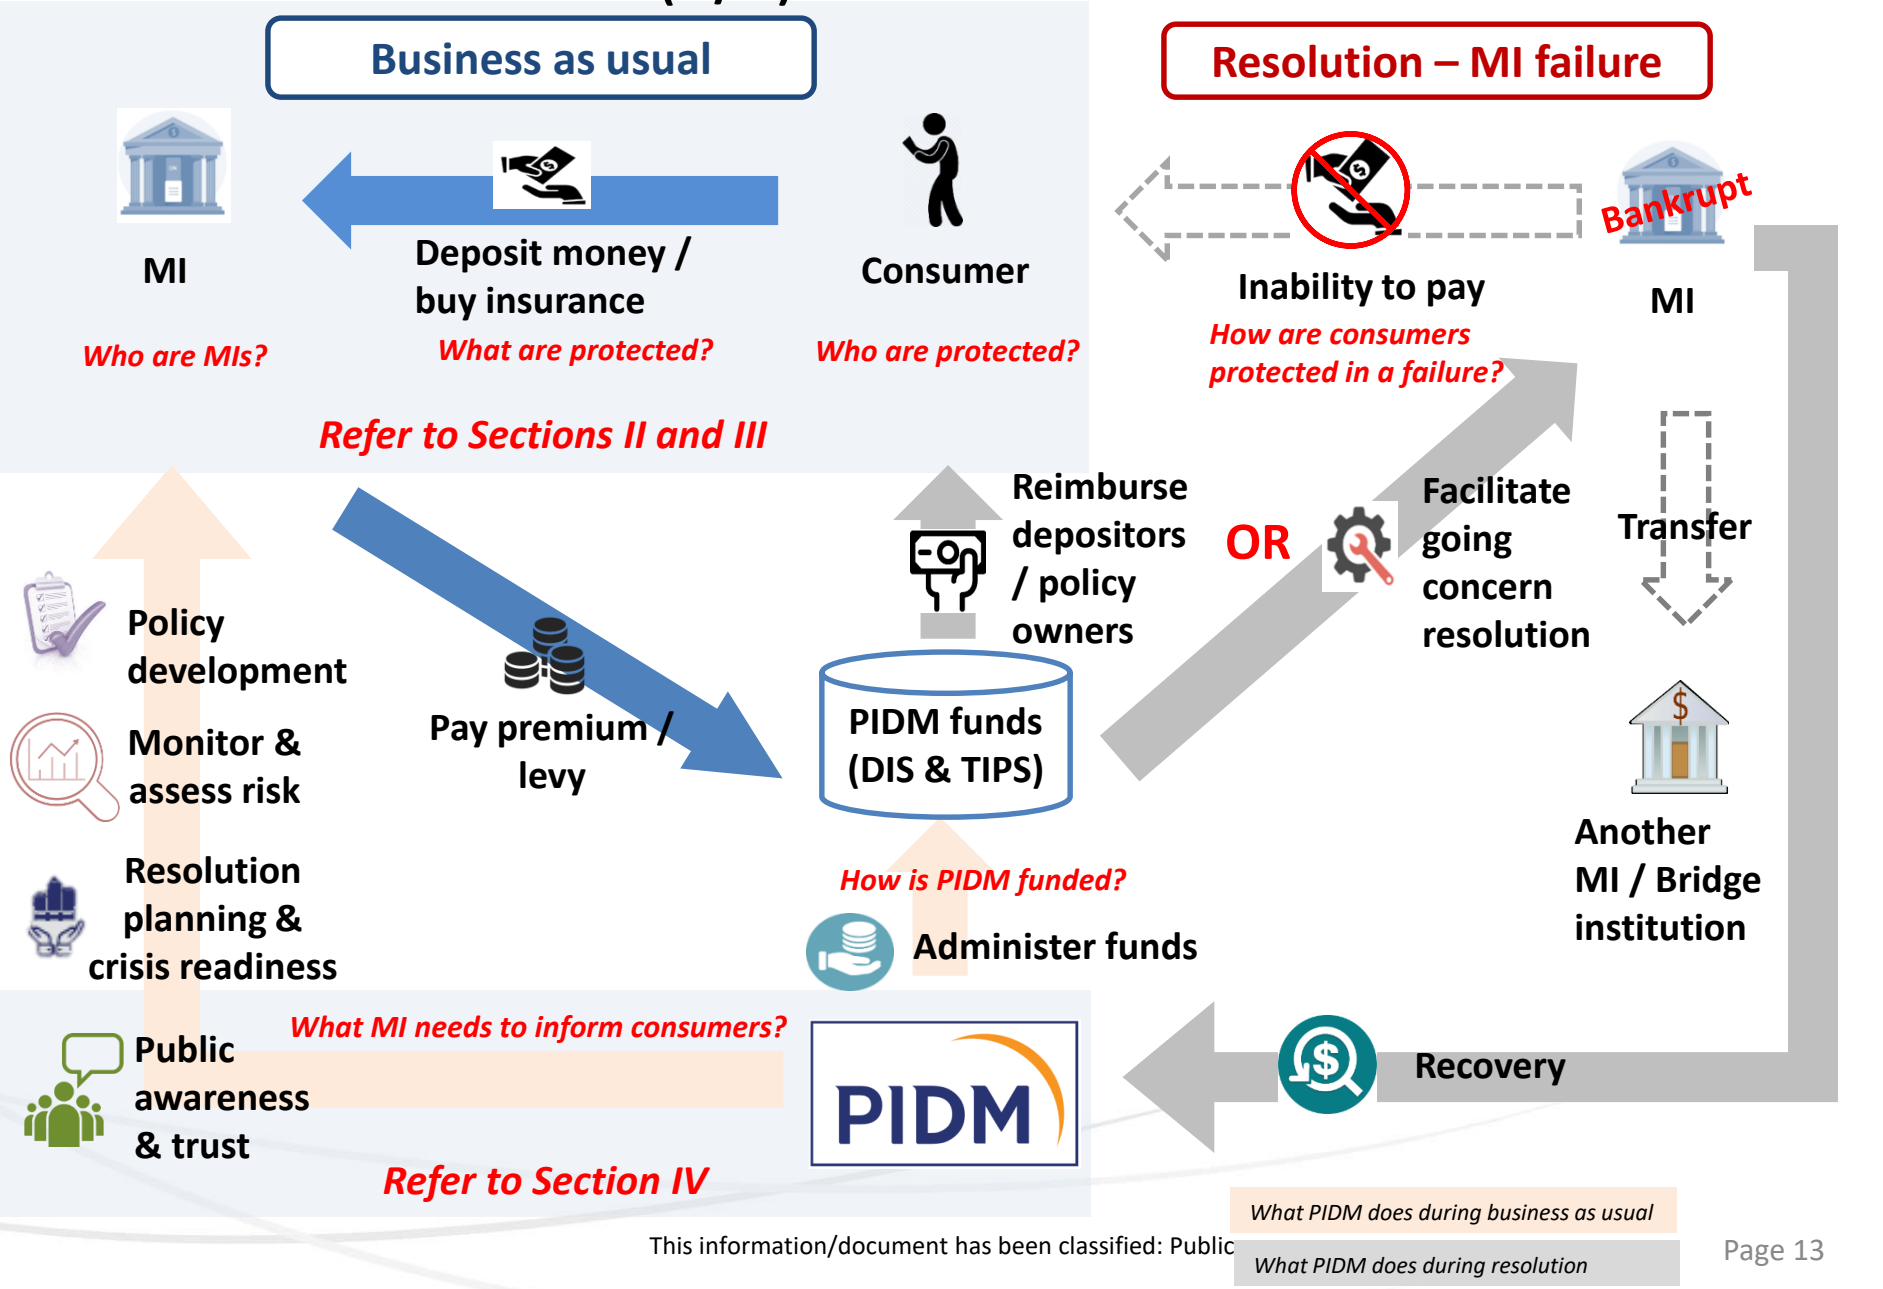 Business as usual
Resolution – MI failure
Bankrupt
MI
Deposit money /
buy insurance
Consumer
Inability to pay
MI
Who are MIs?
What are protected?
Who are protected?
How are consumers
protected in a failure?
Refer to Sections II and III
Reimburse
depositors
/ policy
owners
OR
Facilitate
going
concern
resolution
Transfer
Policy
development
Monitor &
assess risk
Resolution
planning &
crisis readiness
Pay premium /
levy
PIDM funds
(DIS & TIPS)
$
Another
MI / Bridge
institution
How is PIDM funded?
Administer funds
What MI needs to inform consumers?
Public
awareness
& trust
PIDM
$
Recovery
Refer to Section IV
What PIDM does during business as usual
This information/document has been classified: Public
What PIDM does during resolution
Page 13